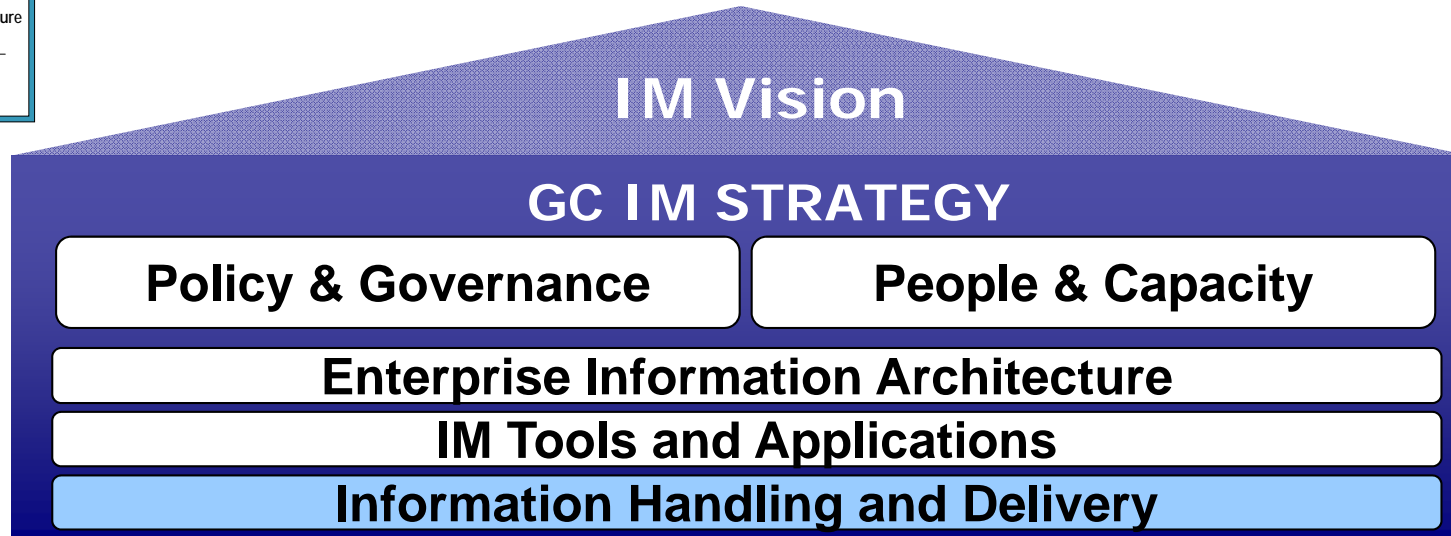 IM Vision
GC IM STRATEGY
Policy & Governance
People & Capacity
Enterprise Information Architecture
IM Tools and Applications
Information Handling and Delivery